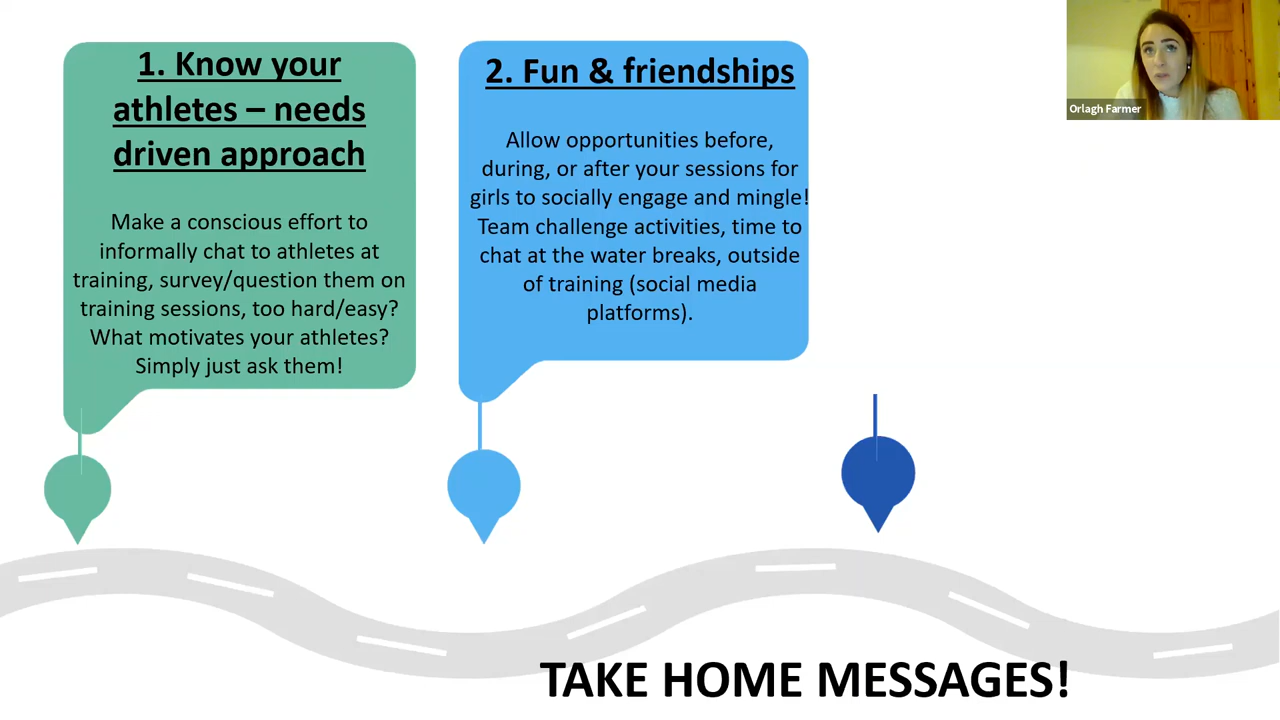 1. Know your
athletes – needs
driven approach
Make a conscious effort to
informally chat to athletes at
training, survey/question them on
training sessions, too hard/easy?
What motivates your athletes?
Simply just ask them!
2. Fun & friendships
Allow opportunities before,
during, or after your sessions for
girls to socially engage and mingle!
Team challenge activities, time to
chat at the water breaks, outside
of training (social media
platforms).
Orlagh Farmer
TAKE HOME MESSAGES!